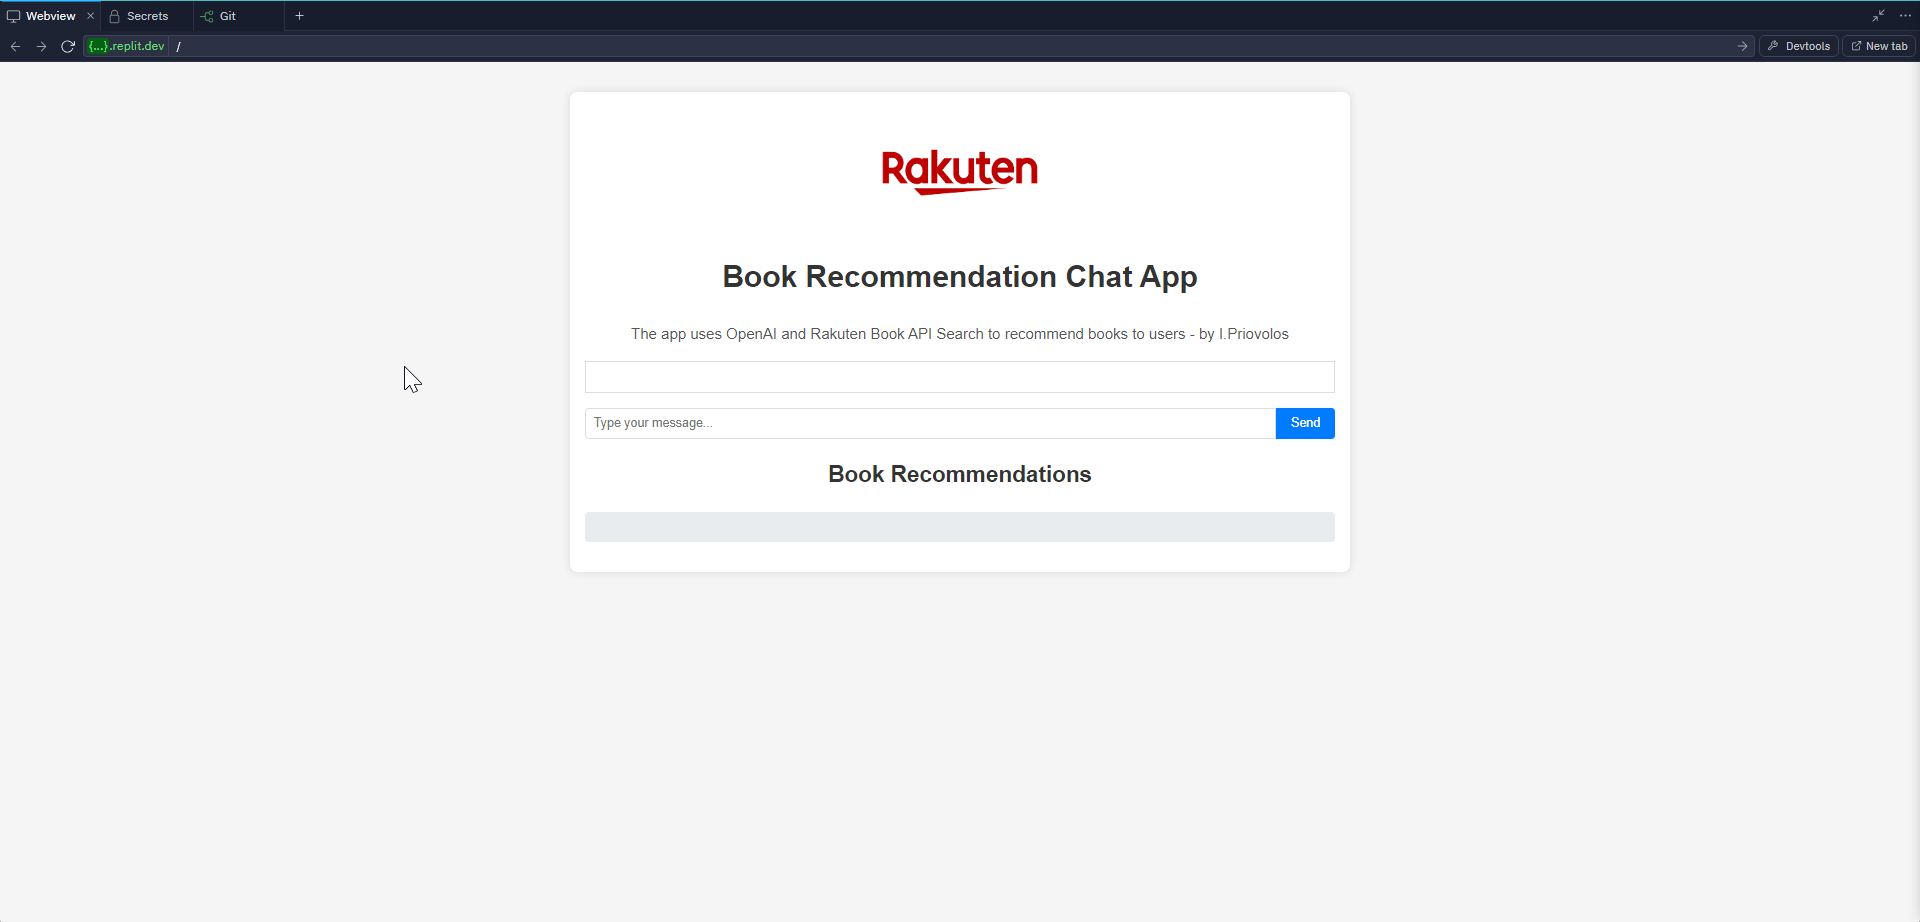 Webview
Secrets
Git
{...}.replit.dev /
Devtools
New tab
Rakuten
Book Recommendation Chat App
The app uses OpenAI and Rakuten Book API Search to recommend books to users - by I.Priovolos
Type your message...
Send
Book Recommendations